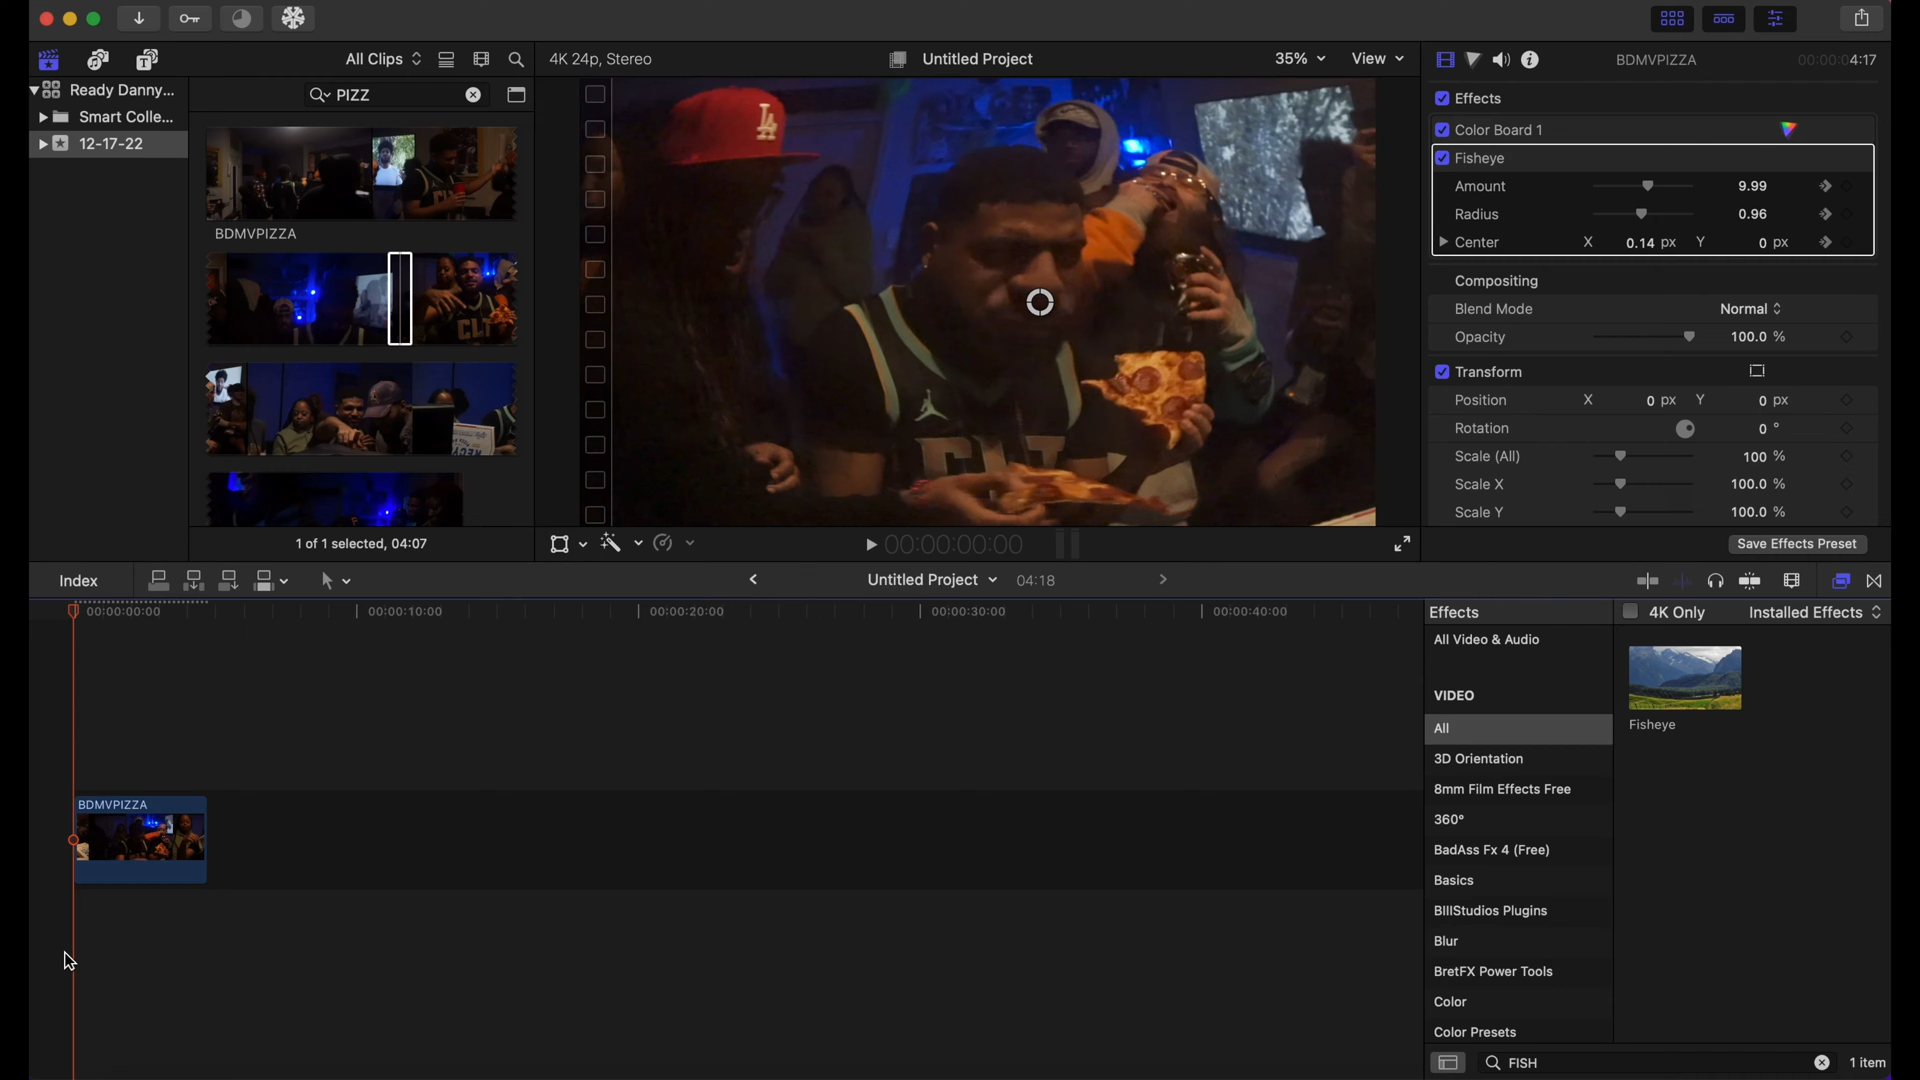 All Clips
4K 24p, Stereo
Untitled Project
35%
View
BDMVPIZZA
00:00:04:17
Ready Danny...
Smart Colle...
12-17-22
PIZZ
BDMVPIZZA
1 of 1 selected, 04:07
LA
CLT
CLT
Effects
Color Board 1
Fisheye
Amount
9.99
Radius
0.96
Center
X
0.14 px
Y
0 px
Compositing
Blend Mode
Normal
Opacity
100.0 %
Transform
Position
X
0 px
Y
0 px
Rotation
0 °
Scale (All)
100 %
Scale X
100.0 %
Scale Y
100.0 %
00:00:00:00
Save Effects Preset
Index
Untitled Project
04:18
00:00:00:00
00:00:10:00
00:00:20:00
00:00:30:00
00:00:40:00
BDMVPIZZA
Effects
4K Only
Installed Effects
All Video & Audio
VIDEO
All
3D Orientation
8mm Film Effects Free
360°
BadAss Fx 4 (Free)
Basics
BIIIStudios Plugins
Blur
BretFX Power Tools
Color
Color Presets
Fisheye
FISH
1 item